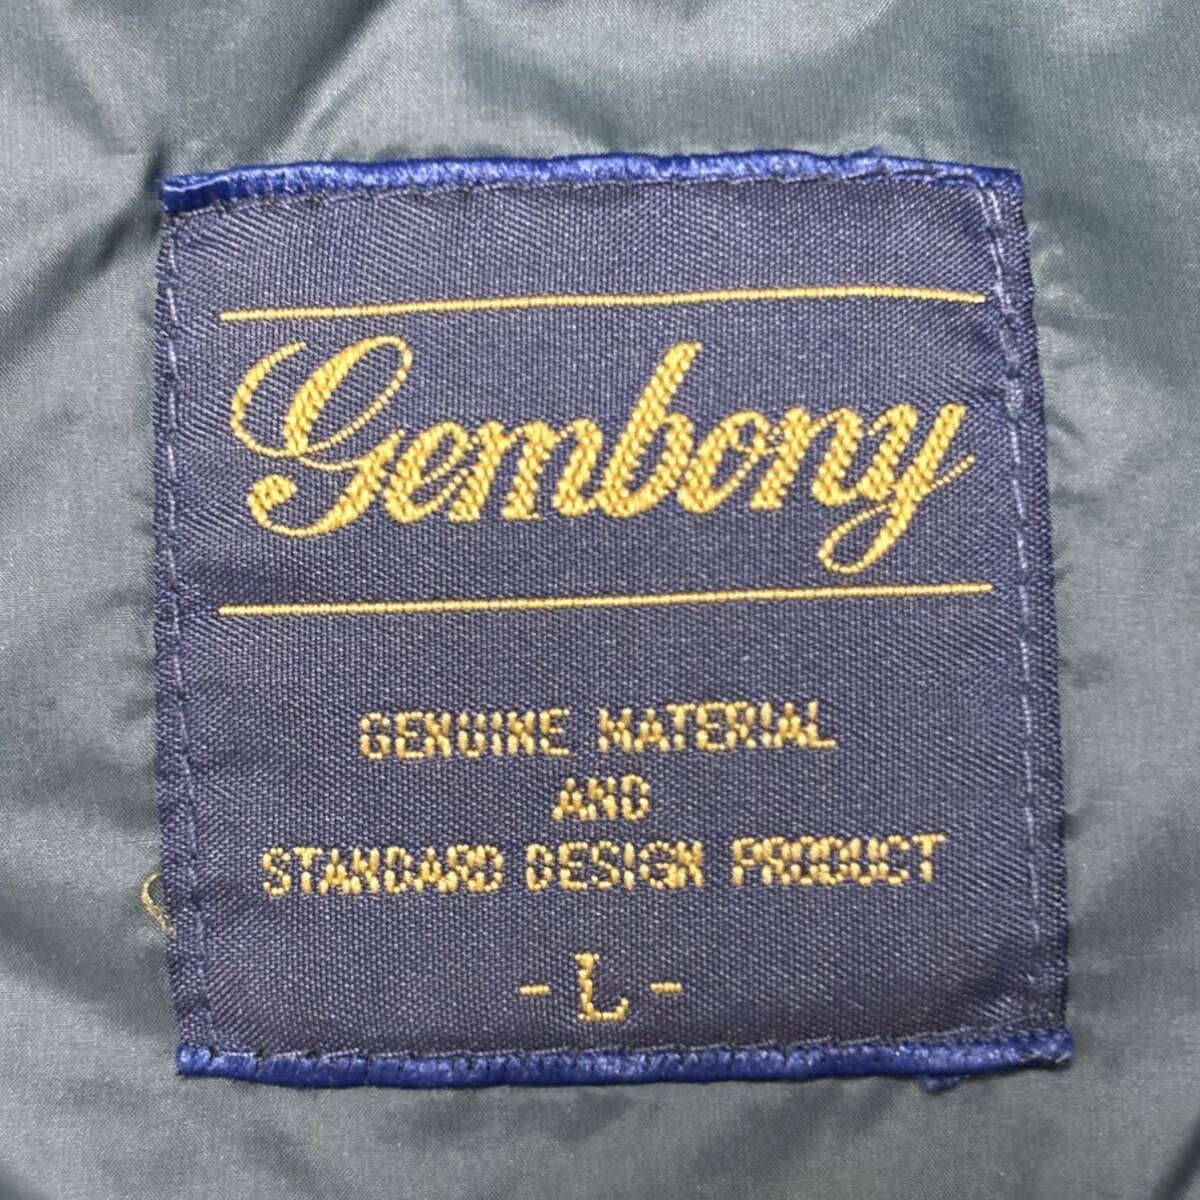 Gembony
GENUINE MATERIAL
AND
STANDARD DESIGN PRODUCT
- L -